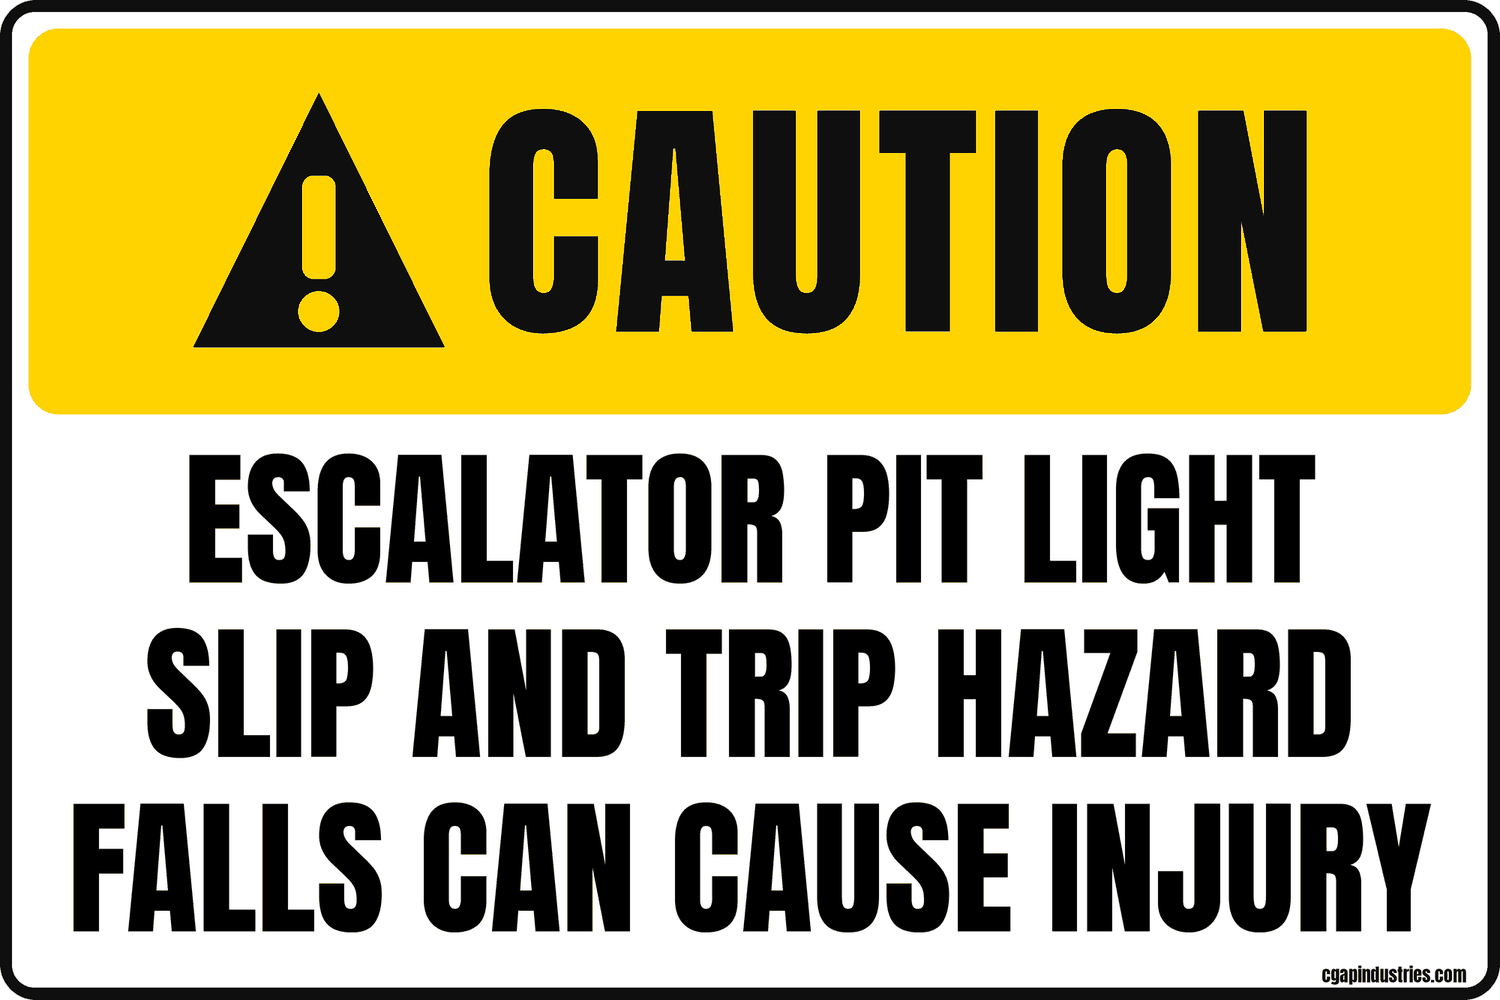 CAUTION
ESCALATOR PIT LIGHT
SLIP AND TRIP HAZARD
FALLS CAN CAUSE INJURY
cgapindustries.com